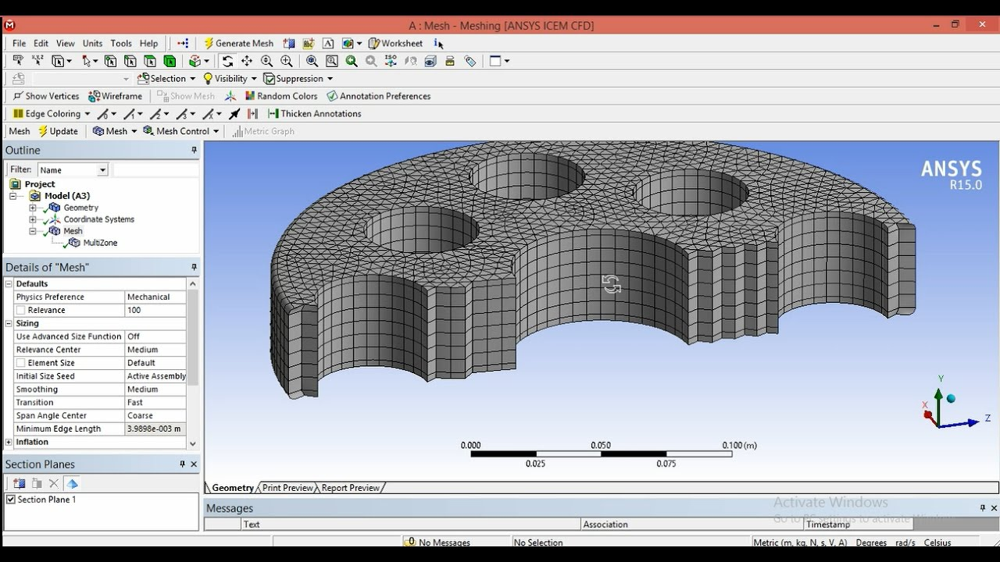 A : Mesh - Meshing [ANSYS ICEM CFD]
File Edit View Units Tools Help Generate Mesh A Worksheet i
ISO
Selection Visibility Suppression
Show Vertices Wireframe Show Mesh Random Colors Annotation Preferences
Edge Coloring Thicken Annotations
Mesh Update Mesh Mesh Control Metric Graph
Outline
Filter: Name
Project
Model (A3)
Geometry
Coordinate Systems
Mesh
MultiZone
Details of "Mesh"
Defaults
Physics Preference Mechanical
Relevance 100
Sizing
Use Advanced Size Function Off
Relevance Center Medium
Element Size Default
Initial Size Seed Active Assembly
Smoothing Medium
Transition Fast
Span Angle Center Coarse
Minimum Edge Length 3.9898e-003 m
Inflation
Section Planes
Section Plane 1
ANSYS
R15.0
Y
X
Z
0.000 0.050 0.100 (m)
0.025 0.075
Geometry Print Preview Report Preview
Messages
Text Association Timestamp
Activate Windows
Go to PC settings to activate Windows
0 No Messages No Selection Metric (m, kg, N, s, V, A) Degrees rad/s Celsius